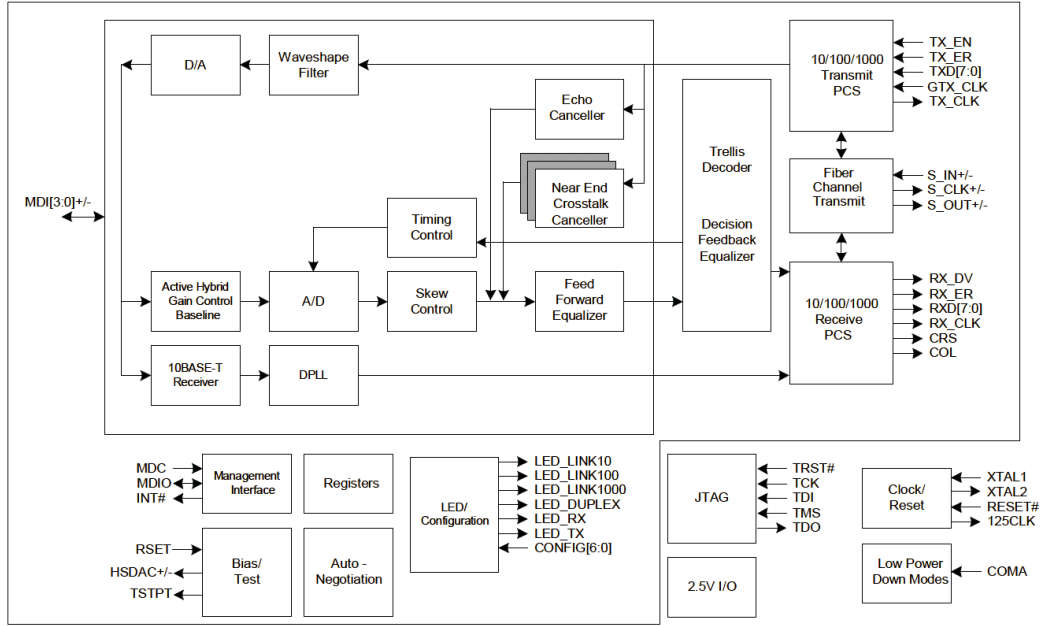 D/A
Waveshape
Filter
10/100/1000
Transmit
PCS
TX_EN
TX_ER
TXD[7:0]
GTX_CLK
TX_CLK
Echo
Canceller
Near End
Crosstalk
Canceller
Trellis
Decoder
Decision
Feedback
Equalizer
Fiber
Channel
Transmit
S_IN+/-
S_CLK+/-
S_OUT+/-
MDI[3:0]+/-
Timing
Control
Active Hybrid
Gain Control
Baseline
A/D
Skew
Control
Feed
Forward
Equalizer
10/100/1000
Receive
PCS
RX_DV
RX_ER
RXD[7:0]
RX_CLK
CRS
COL
10BASE-T
Receiver
DPLL
MDC
MDIO
INT#
Management
Interface
Registers
LED/
Configuration
LED_LINK10
LED_LINK100
LED_LINK1000
LED_DUPLEX
LED_RX
LED_TX
CONFIG[6:0]
JTAG
TRST#
TCK
TDI
TMS
TDO
Clock/
Reset
XTAL1
XTAL2
RESET#
125CLK
RSET
HSDAC+/-
TSTPT
Bias/
Test
Auto -
Negotiation
2.5V I/O
Low Power
Down Modes
COMA